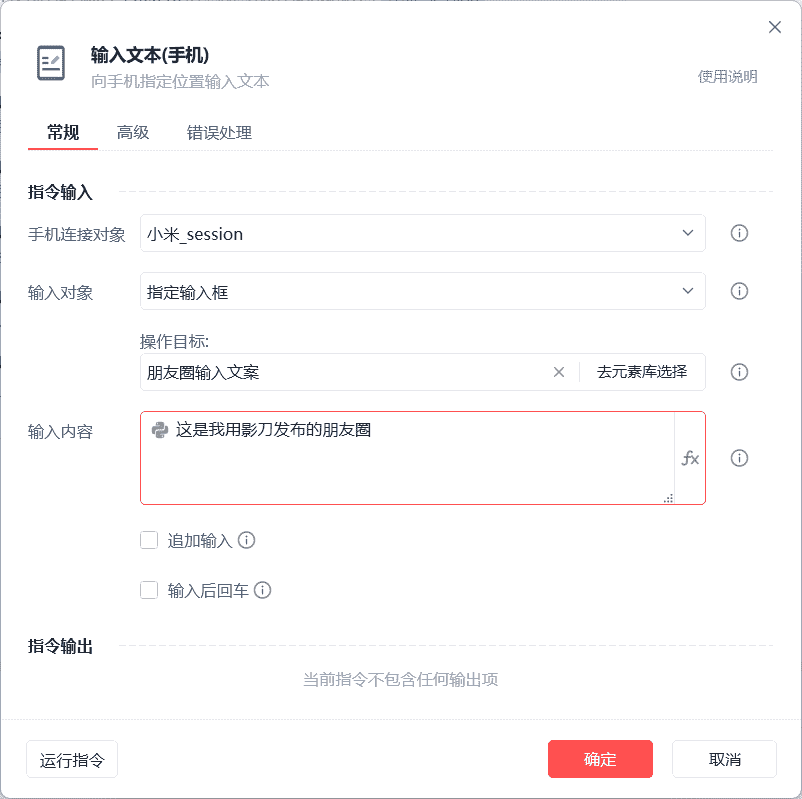 输入文本(手机)
向手机指定位置输入文本
使用说明
常规 高级 错误处理
指令输入
手机连接对象 小米_session
输入对象 指定输入框
操作目标:
朋友圈输入文案 去元素库选择
输入内容 这是我用影刀发布的朋友圈 fx
追加输入
输入后回车
指令输出
当前指令不包含任何输出项
运行指令 确定 取消